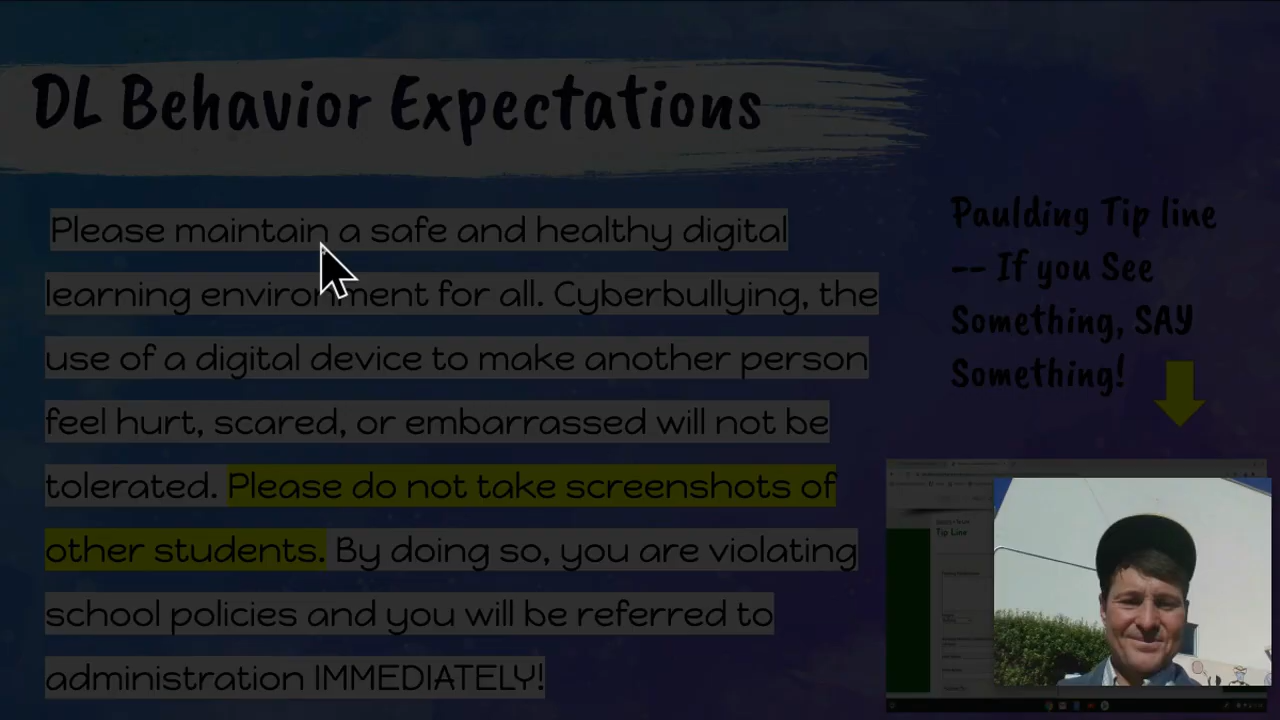 DL Behavior Expectations
Please maintain a safe and healthy digital
learning environment for all. Cyberbullying, the
use of a digital device to make another person
feel hurt, scared, or embarrassed will not be
tolerated. Please do not take screenshots of
other students. By doing so, you are violating
school policies and you will be referred to
administration IMMEDIATELY!
Paulding Tip line
-- If you See
Something, SAY
Something!
Tip Line